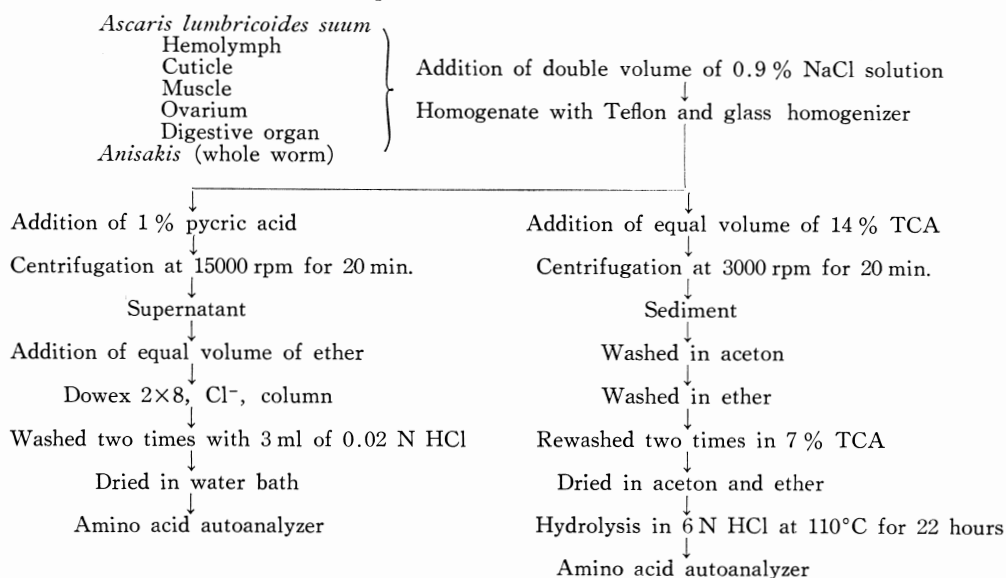 Ascaris lumbricoides suum
Hemolymph
Cuticle
Muscle
Ovarium
Digestive organ
Anisakis (whole worm)
Addition of double volume of 0.9 % NaCl solution
Homogenate with Teflon and glass homogenizer
Addition of 1 % pycric acid
Centrifugation at 15000 rpm for 20 min.
Supernatant
Addition of equal volume of ether
Dowex 2×8, Cl⁻, column
Washed two times with 3 ml of 0.02 N HCl
Dried in water bath
Amino acid autoanalyzer
Addition of equal volume of 14 % TCA
Centrifugation at 3000 rpm for 20 min.
Sediment
Washed in aceton
Washed in ether
Rewashed two times in 7 % TCA
Dried in aceton and ether
Hydrolysis in 6 N HCl at 110°C for 22 hours
Amino acid autoanalyzer